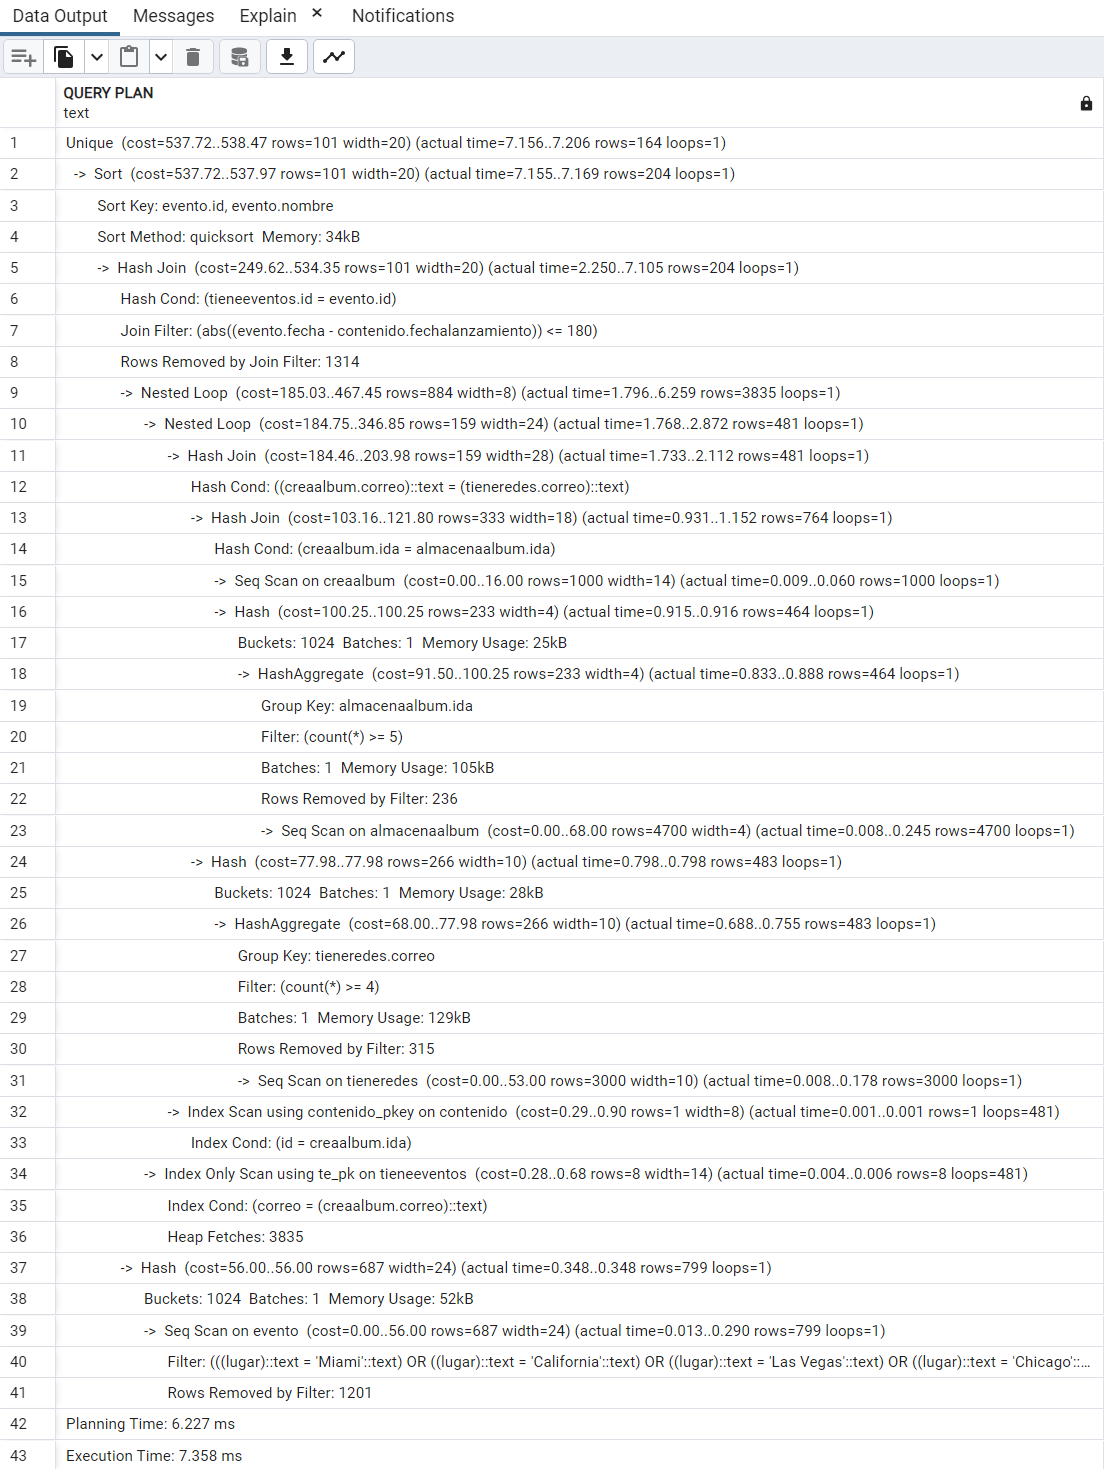 Data Output Messages Explain × Notifications
QUERY PLAN
text
1 Unique (cost=537.72..538.47 rows=101 width=20) (actual time=7.156..7.206 rows=164 loops=1)
2 -> Sort (cost=537.72..537.97 rows=101 width=20) (actual time=7.155..7.169 rows=204 loops=1)
3 Sort Key: evento.id, evento.nombre
4 Sort Method: quicksort Memory: 34kB
5 -> Hash Join (cost=249.62..534.35 rows=101 width=20) (actual time=2.250..7.105 rows=204 loops=1)
6 Hash Cond: (tieneeventos.id = evento.id)
7 Join Filter: (abs((evento.fecha - contenido.fechalanzamiento)) <= 180)
8 Rows Removed by Join Filter: 1314
9 -> Nested Loop (cost=185.03..467.45 rows=884 width=8) (actual time=1.796..6.259 rows=3835 loops=1)
10 -> Nested Loop (cost=184.75..346.85 rows=159 width=24) (actual time=1.768..2.872 rows=481 loops=1)
11 -> Hash Join (cost=184.46..203.98 rows=159 width=28) (actual time=1.733..2.112 rows=481 loops=1)
12 Hash Cond: ((creaalbum.correo)::text = (tieneredes.correo)::text)
13 -> Hash Join (cost=103.16..121.80 rows=333 width=18) (actual time=0.931..1.152 rows=764 loops=1)
14 Hash Cond: (creaalbum.ida = almacenaalbum.ida)
15 -> Seq Scan on creaalbum (cost=0.00..16.00 rows=1000 width=14) (actual time=0.009..0.060 rows=1000 loops=1)
16 -> Hash (cost=100.25..100.25 rows=233 width=4) (actual time=0.915..0.916 rows=464 loops=1)
17 Buckets: 1024 Batches: 1 Memory Usage: 25kB
18 -> HashAggregate (cost=91.50..100.25 rows=233 width=4) (actual time=0.833..0.888 rows=464 loops=1)
19 Group Key: almacenaalbum.ida
20 Filter: (count(*) >= 5)
21 Batches: 1 Memory Usage: 105kB
22 Rows Removed by Filter: 236
23 -> Seq Scan on almacenaalbum (cost=0.00..68.00 rows=4700 width=4) (actual time=0.008..0.245 rows=4700 loops=1)
24 -> Hash (cost=77.98..77.98 rows=266 width=10) (actual time=0.798..0.798 rows=483 loops=1)
25 Buckets: 1024 Batches: 1 Memory Usage: 28kB
26 -> HashAggregate (cost=68.00..77.98 rows=266 width=10) (actual time=0.688..0.755 rows=483 loops=1)
27 Group Key: tieneredes.correo
28 Filter: (count(*) >= 4)
29 Batches: 1 Memory Usage: 129kB
30 Rows Removed by Filter: 315
31 -> Seq Scan on tieneredes (cost=0.00..53.00 rows=3000 width=10) (actual time=0.008..0.178 rows=3000 loops=1)
32 -> Index Scan using contenido_pkey on contenido (cost=0.29..0.90 rows=1 width=8) (actual time=0.001..0.001 rows=1 loops=481)
33 Index Cond: (id = creaalbum.ida)
34 -> Index Only Scan using te_pk on tieneeventos (cost=0.28..0.68 rows=8 width=14) (actual time=0.004..0.006 rows=8 loops=481)
35 Index Cond: (correo = (creaalbum.correo)::text)
36 Heap Fetches: 3835
37 -> Hash (cost=56.00..56.00 rows=687 width=24) (actual time=0.348..0.348 rows=799 loops=1)
38 Buckets: 1024 Batches: 1 Memory Usage: 52kB
39 -> Seq Scan on evento (cost=0.00..56.00 rows=687 width=24) (actual time=0.013..0.290 rows=799 loops=1)
40 Filter: (((lugar)::text = 'Miami'::text) OR ((lugar)::text = 'California'::text) OR ((lugar)::text = 'Las Vegas'::text) OR ((lugar)::text = 'Chicago'::...
41 Rows Removed by Filter: 1201
42 Planning Time: 6.227 ms
43 Execution Time: 7.358 ms